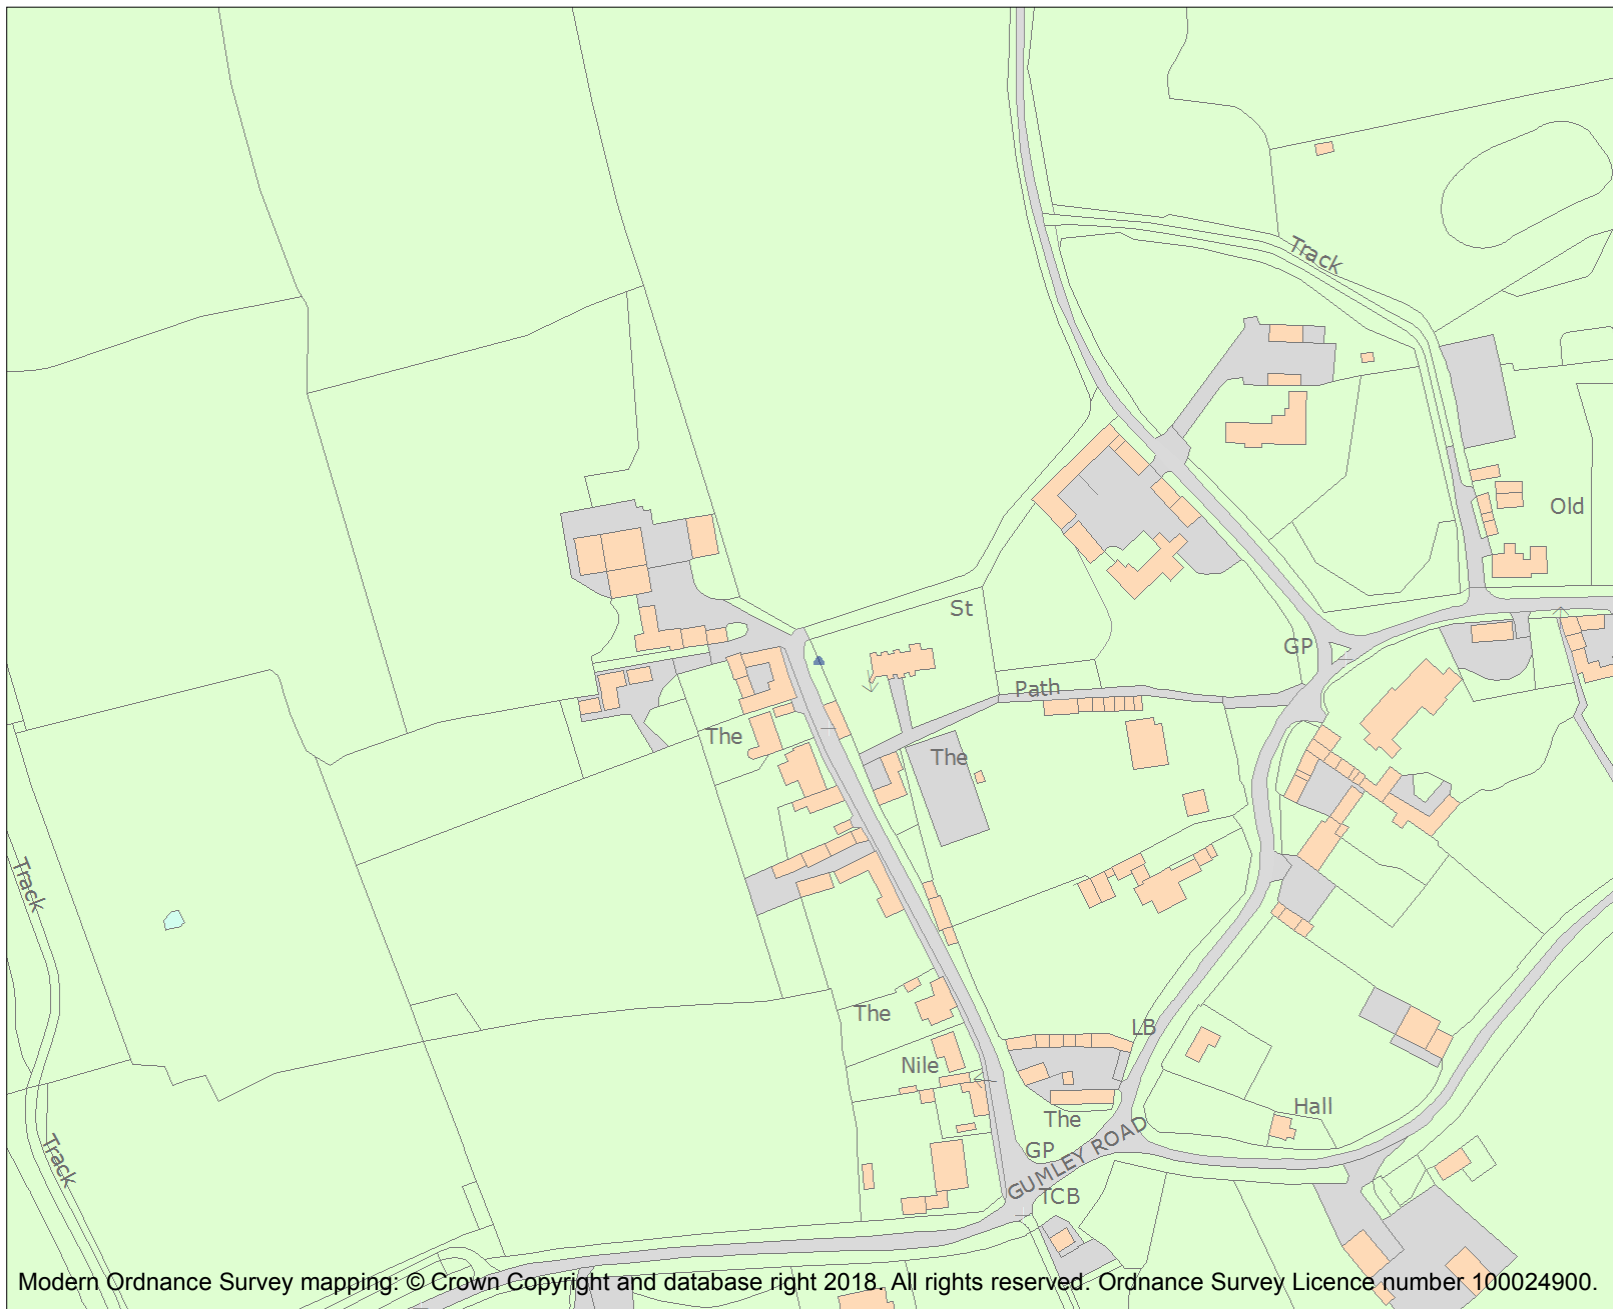 Track
Old
St
GP
Path
The
The
Track
The
LB
Nile
Hall
The
GP
GUMLEY ROAD
Track
TCB
Modern Ordnance Survey mapping: © Crown Copyright and database right 2018. All rights reserved. Ordnance Survey Licence number 100024900.